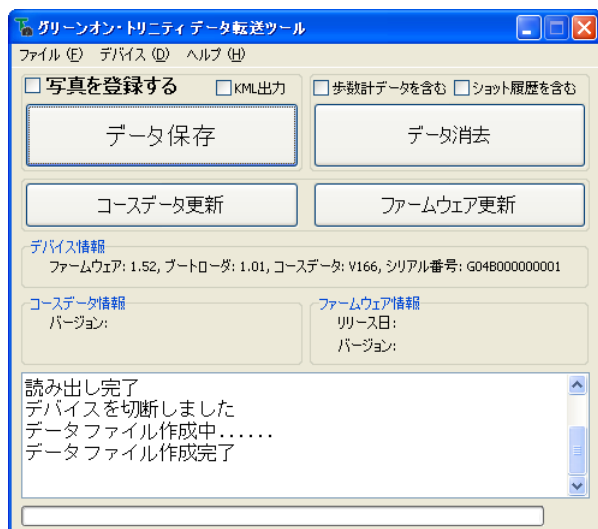 グリーンオン・トリニティ データ転送ツール
ファイル (F) デバイス (D) ヘルプ (H)
写真を登録する KML出力 歩数計データを含む ショット履歴を含む
データ保存 データ消去
コースデータ更新 ファームウェア更新
デバイス情報
ファームウェア: 1.52, ブートローダ: 1.01, コースデータ: V166, シリアル番号: G04B000000001
コースデータ情報 ファームウェア情報
バージョン: リリース日:
バージョン:
読み出し完了
デバイスを切断しました
データファイル作成中......
データファイル作成完了